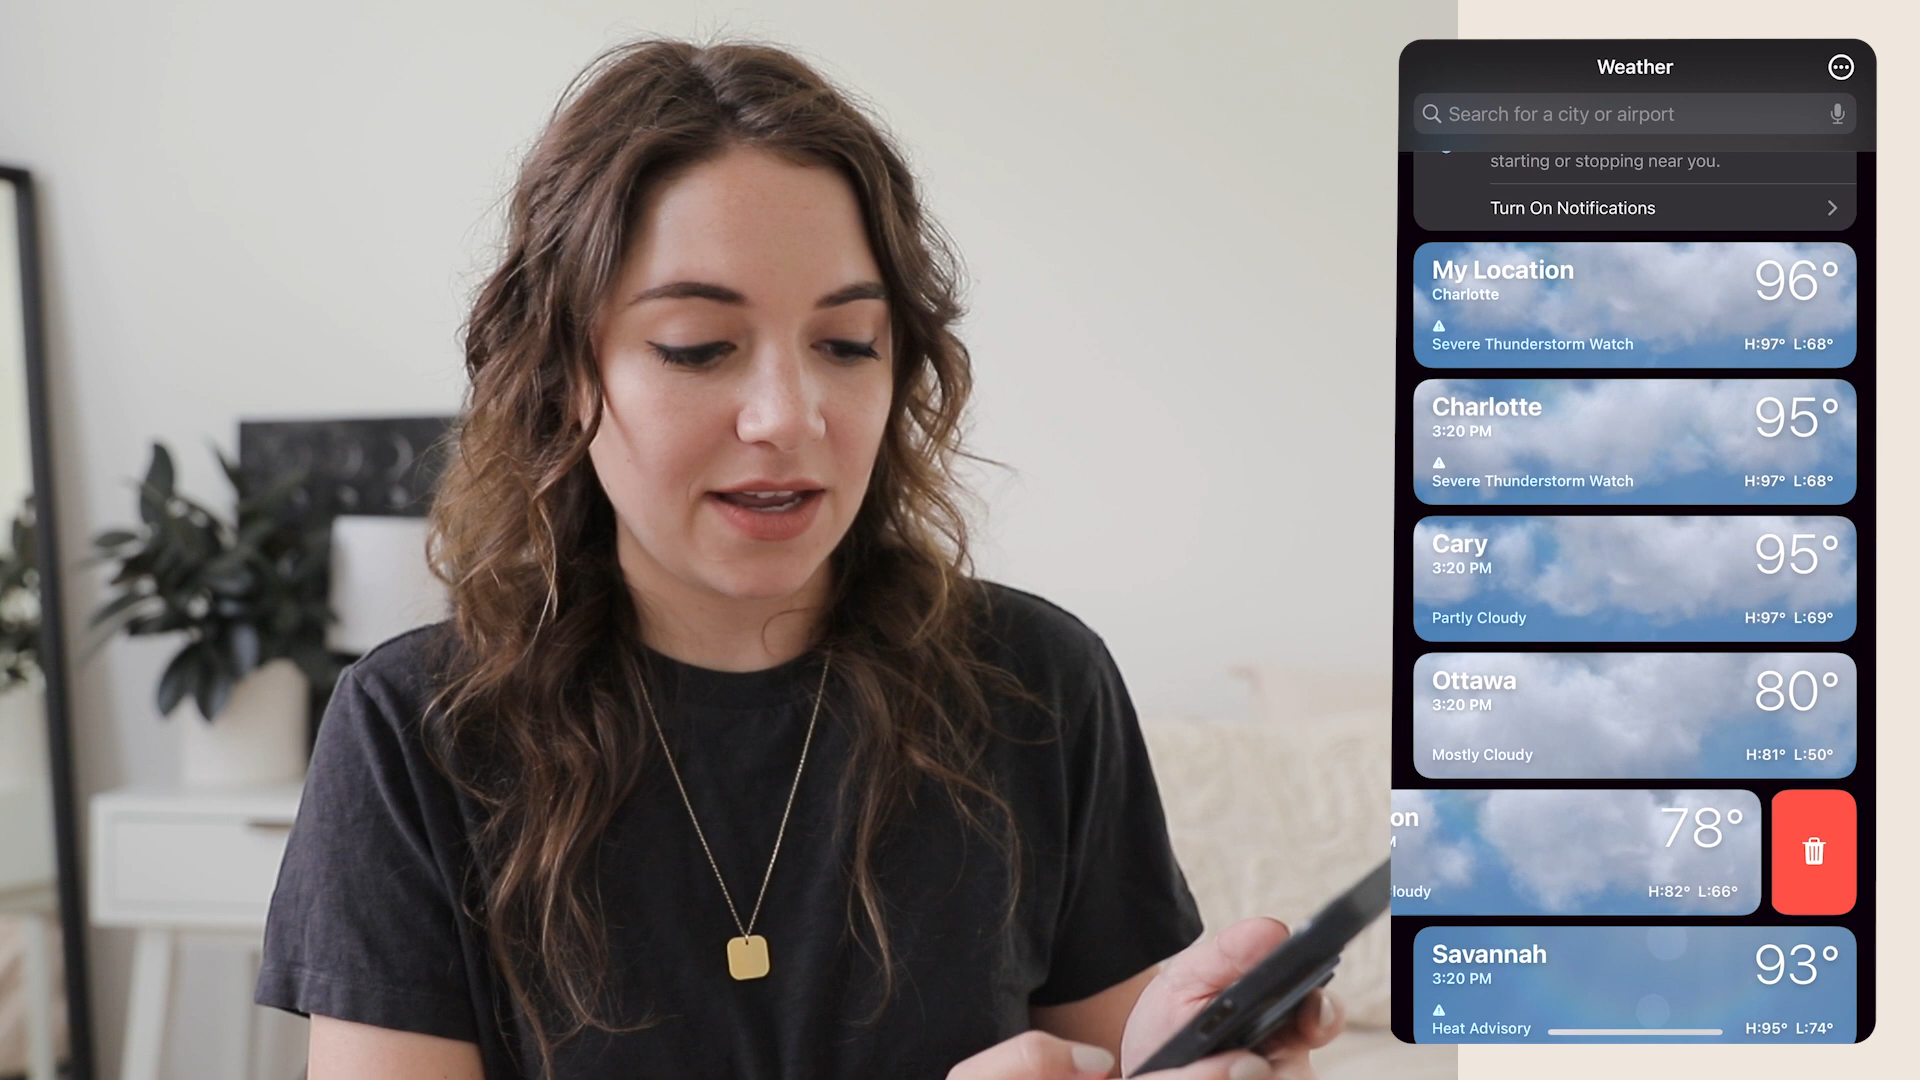 Weather
Search for a city or airport
starting or stopping near you.
Turn On Notifications
My Location
96°
Charlotte
Severe Thunderstorm Watch
H:97° L:68°
Charlotte
95°
3:20 PM
Severe Thunderstorm Watch
H:97° L:68°
Cary
95°
3:20 PM
Partly Cloudy
H:97° L:69°
Ottawa
80°
3:20 PM
Mostly Cloudy
H:81° L:50°
on
78°
M
loudy
H:82° L:66°
Savannah
93°
3:20 PM
Heat Advisory
H:95° L:74°